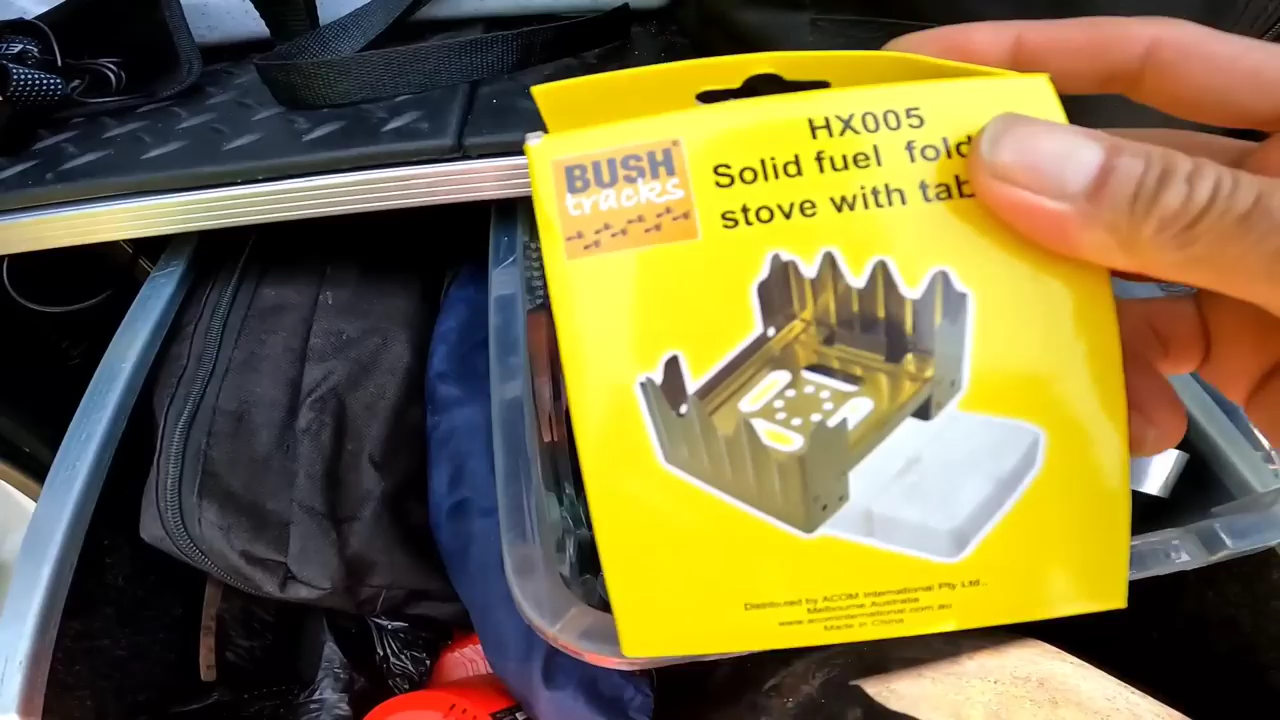 HX005
BUSH
tracks
Solid fuel fold
stove with tab
Distributed by ACOM International Pty Ltd..
Melbourne Australia
www.acominternational.com.au
Made in China